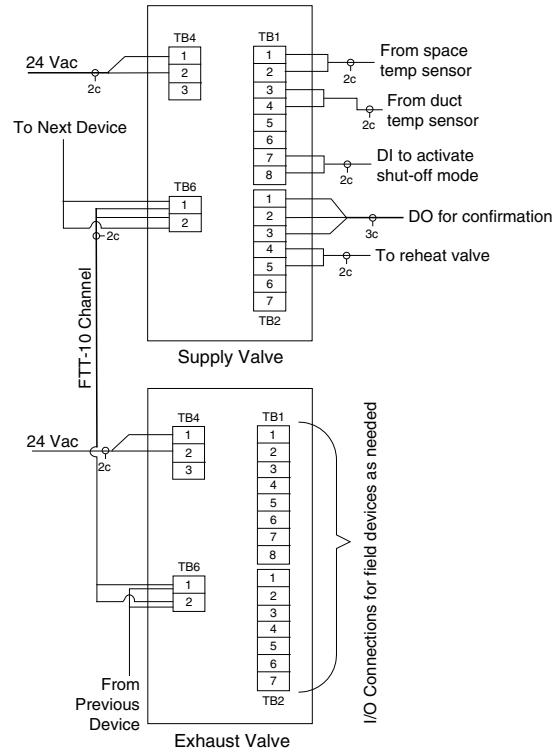 TB4
TB1
24 Vac
1
2
3
2c
1
2
3
4
5
6
7
8
From space
temp sensor
2c
From duct
temp sensor
2c
DI to activate
shut-off mode
2c
To Next Device
TB6
1
2
2c
1
2
3
4
5
6
7
TB2
DO for confirmation
3c
To reheat valve
2c
FTT-10 Channel
Supply Valve
TB4
TB1
24 Vac
1
2
3
2c
1
2
3
4
5
6
7
8
TB6
1
2
1
2
3
4
5
6
7
TB2
I/O Connections for field devices as needed
From
Previous
Device
Exhaust Valve